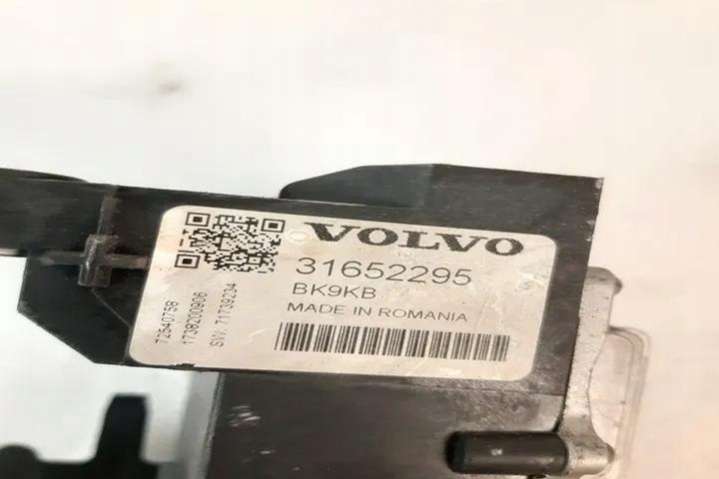 VOLVO
31652295
BK9KB
MADE IN ROMANIA
72540758
1738200906
SW: 71739234